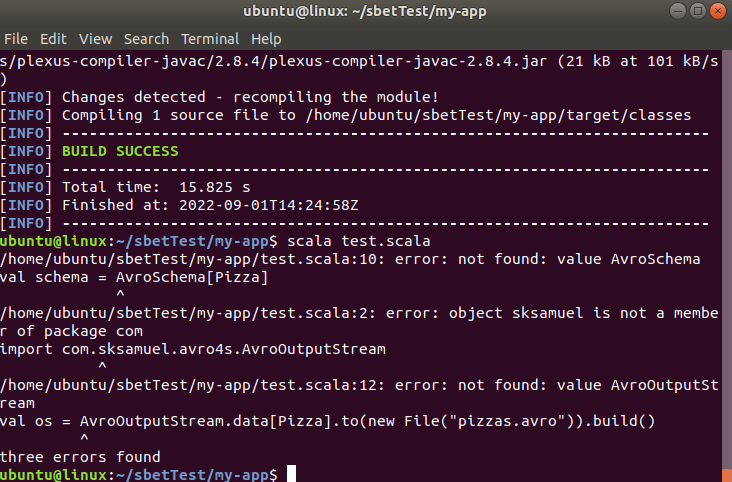 ubuntu@linux: ~/sbetTest/my-app
File Edit View Search Terminal Help
s/plexus-compiler-javac/2.8.4/plexus-compiler-javac-2.8.4.jar (21 kB at 101 kB/s
)
[INFO] Changes detected - recompiling the module!
[INFO] Compiling 1 source file to /home/ubuntu/sbetTest/my-app/target/classes
[INFO] ------------------------------------------------------------------------
[INFO] BUILD SUCCESS
[INFO] ------------------------------------------------------------------------
[INFO] Total time:  15.825 s
[INFO] Finished at: 2022-09-01T14:24:58Z
[INFO] ------------------------------------------------------------------------
ubuntu@linux:~/sbetTest/my-app$ scala test.scala
/home/ubuntu/sbetTest/my-app/test.scala:10: error: not found: value AvroSchema
val schema = AvroSchema[Pizza]
             ^
/home/ubuntu/sbetTest/my-app/test.scala:2: error: object sksamuel is not a membe
r of package com
import com.sksamuel.avro4s.AvroOutputStream
           ^
/home/ubuntu/sbetTest/my-app/test.scala:12: error: not found: value AvroOutputSt
ream
val os = AvroOutputStream.data[Pizza].to(new File("pizzas.avro")).build()
         ^
three errors found
ubuntu@linux:~/sbetTest/my-app$